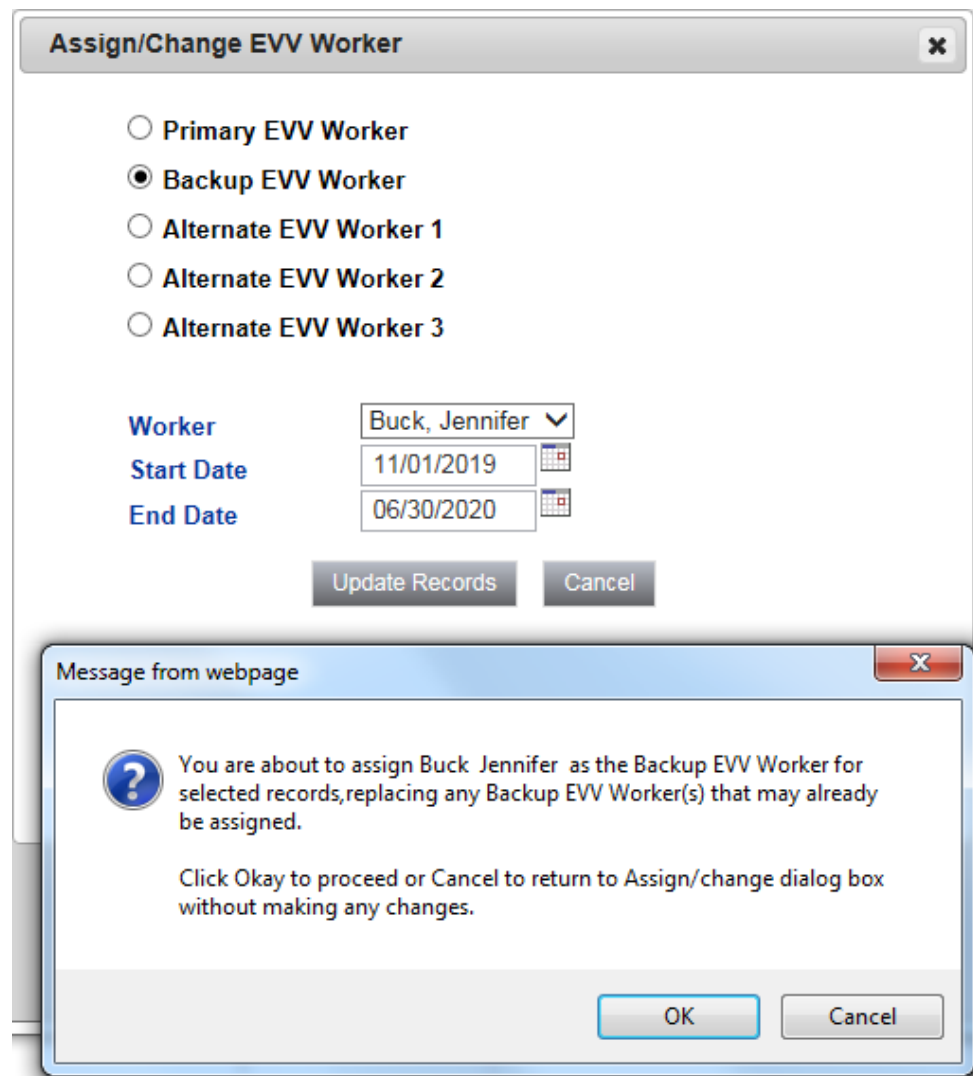 Assign/Change EVV Worker
Primary EVV Worker
Backup EVV Worker
Alternate EVV Worker 1
Alternate EVV Worker 2
Alternate EVV Worker 3
Worker Buck, Jennifer
Start Date 11/01/2019
End Date 06/30/2020
Update Records Cancel
Message from webpage
You are about to assign Buck  Jennifer  as the Backup EVV Worker for
selected records,replacing any Backup EVV Worker(s) that may already
be assigned.
Click Okay to proceed or Cancel to return to Assign/change dialog box
without making any changes.
OK Cancel